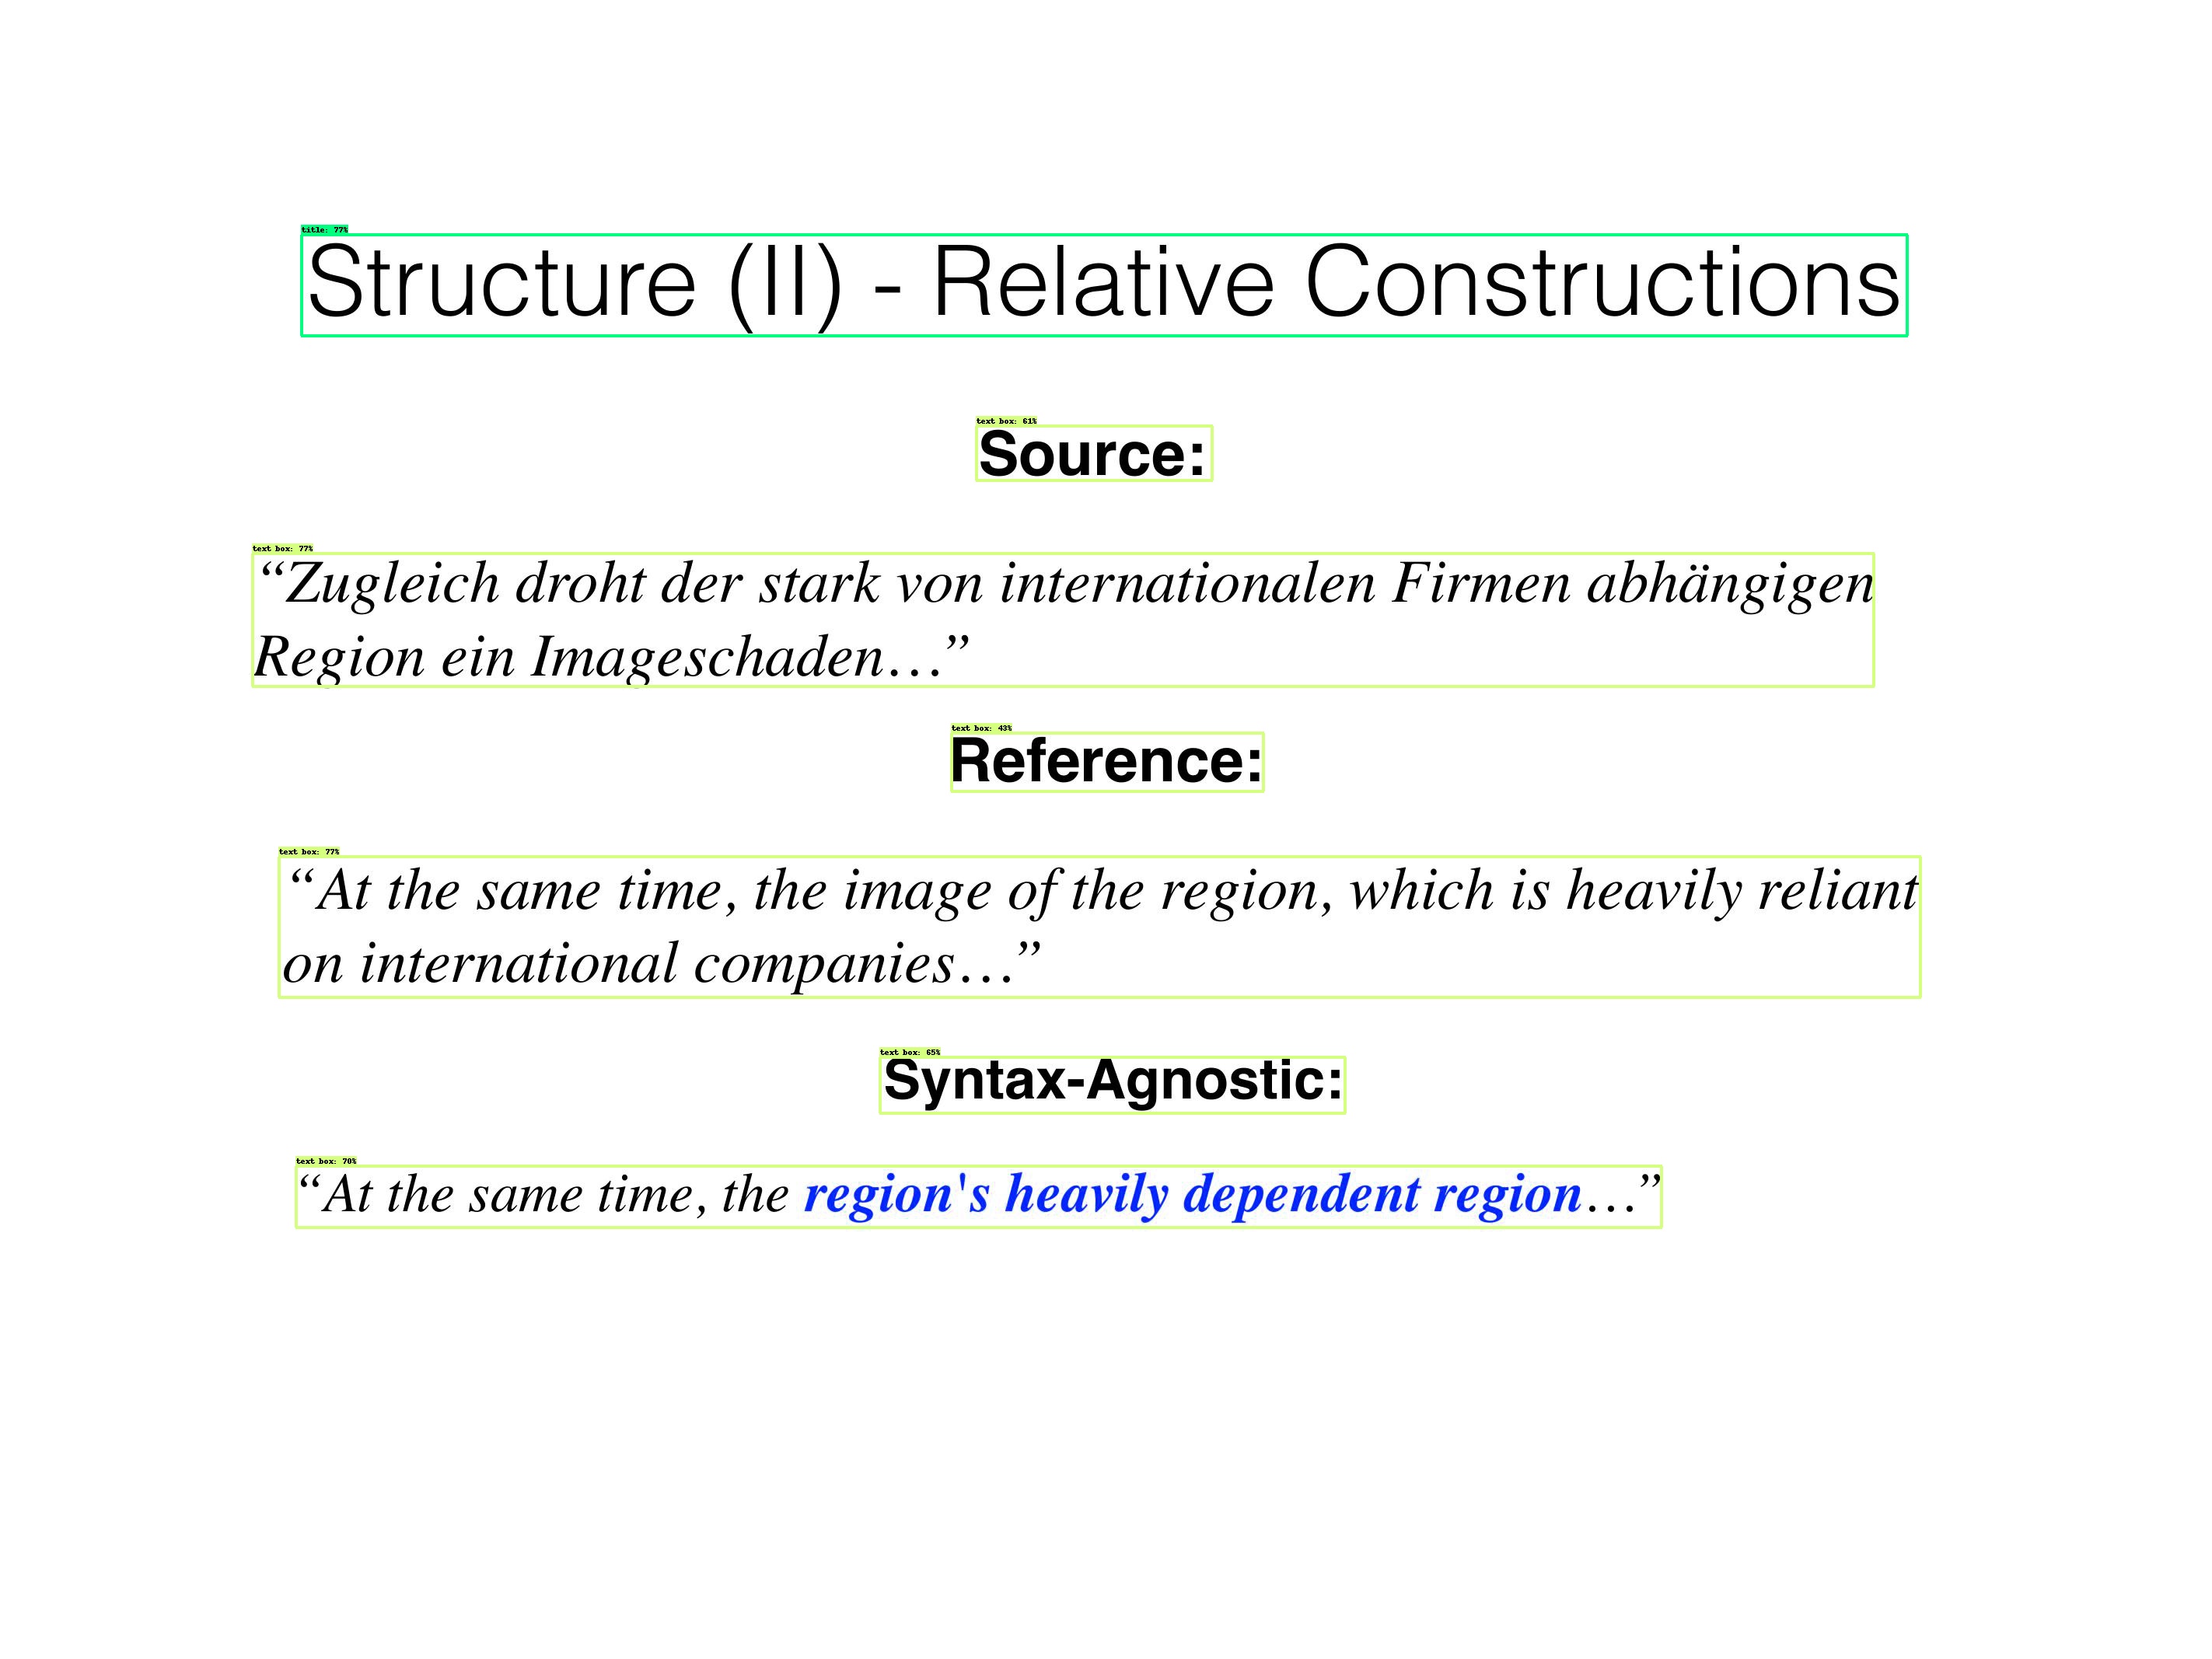 title: 77%
Structure (II) - Relative Constructions
text box: 61%
Source:
text box: 77%
“Zugleich droht der stark von internationalen Firmen abhängigen
Region ein Imageschaden…”
text box: 43%
Reference:
text box: 77%
“At the same time, the image of the region, which is heavily reliant
on international companies…”
text box: 65%
Syntax-Agnostic:
text box: 70%
“At the same time, the region's heavily dependent region…”